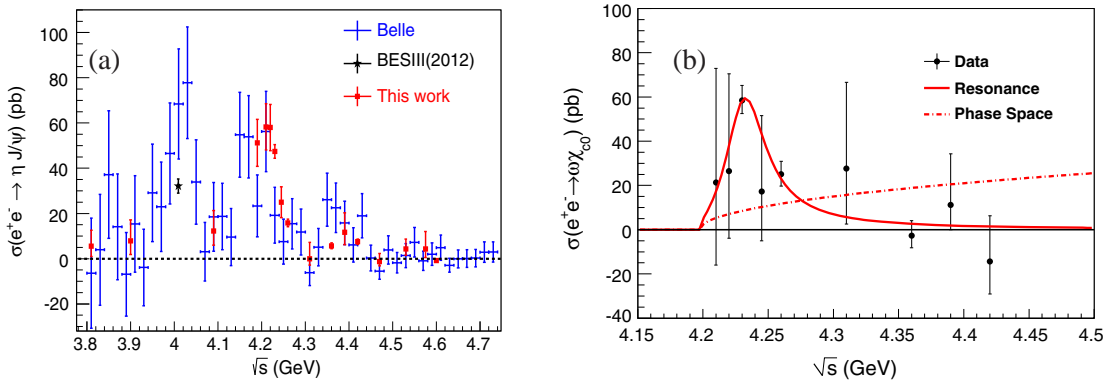 (a)
Belle
BESIII(2012)
This work
σ(e⁺e⁻ → η J/ψ) (pb)
100
80
60
40
20
0
-20
3.8 3.9 4 4.1 4.2 4.3 4.4 4.5 4.6 4.7
√s (GeV)
(b)
Data
Resonance
Phase Space
σ(e⁺e⁻→ωχc0) (pb)
100
80
60
40
20
0
-20
-40
4.15 4.2 4.25 4.3 4.35 4.4 4.45 4.5
√s (GeV)